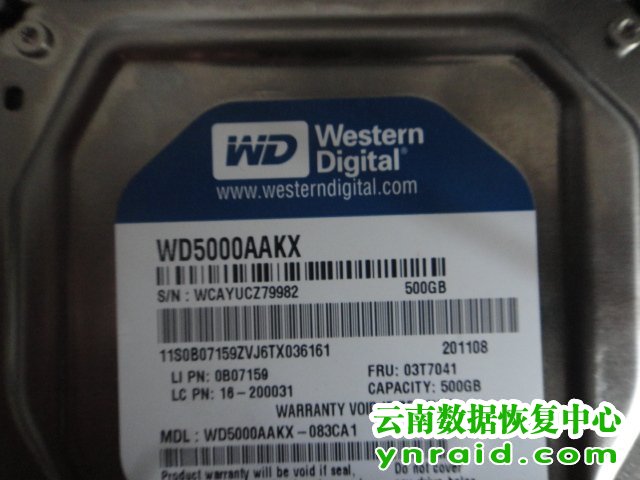 WD Western Digital®
www.westerndigital.com
WD5000AAKX
S/N : WCAYUCZ79982 500GB
11S0B07159ZVJ6TX036161 201108
LI PN: 0B07159 FRU: 03T7041
LC PN: 16-200031 CAPACITY: 500GB
WARRANTY VOID
MDL : WD5000AAKX-083CA1
Product warranty will be void if seal, Do not cover
云南数据恢复中心
ynraid.com